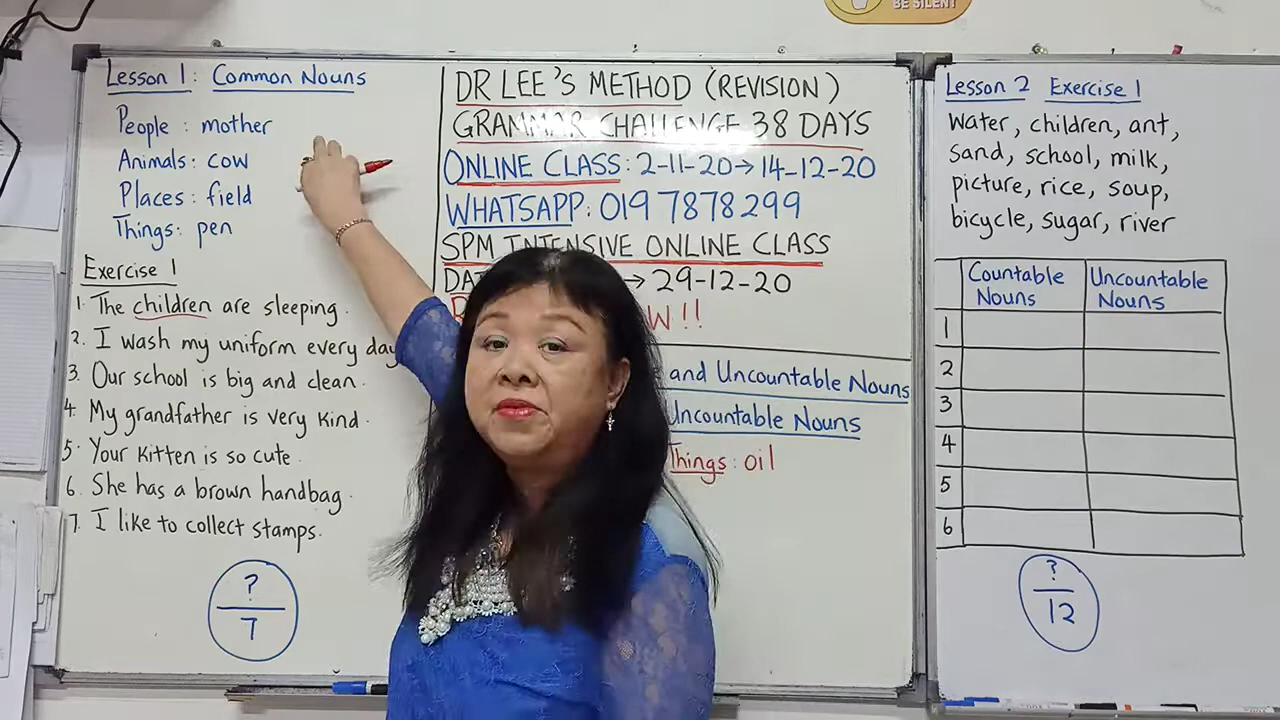 BE SILENT
Lesson 1: Common Nouns
People : mother
Animals: cow
Places: field
Things: pen
Exercise 1
1. The children are sleeping.
2. I wash my uniform every day
3. Our school is big and clean.
4. My grandfather is very kind.
5. Your kitten is so cute.
6. She has a brown handbag.
7. I like to collect stamps.
?
7
DR LEE'S METHOD (REVISION)
GRAMMAR CHALLENGE 38 DAYS
ONLINE CLASS: 2-11-20→14-12-20
WHATSAPP: 019 7878299
SPM INTENSIVE ONLINE CLASS
→ 29-12-20
!!
and Uncountable Nouns
Uncountable Nouns
Things: oil
Lesson 2 Exercise 1
Water, children, ant,
Sand, school, milk,
picture, rice, soup,
bicycle, sugar, river
Countable Nouns
Uncountable Nouns
1
2
3
4
5
6
?
12